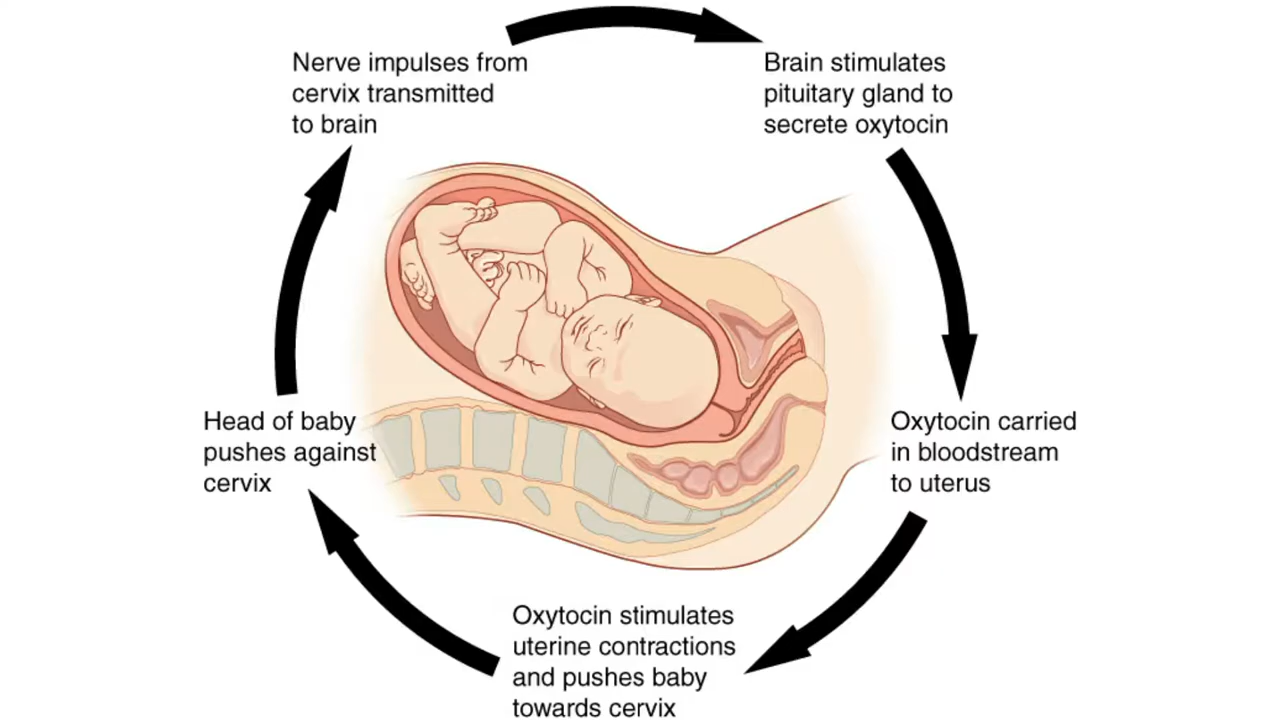 Nerve impulses from
cervix transmitted
to brain
Brain stimulates
pituitary gland to
secrete oxytocin
Oxytocin carried
in bloodstream
to uterus
Oxytocin stimulates
uterine contractions
and pushes baby
towards cervix
Head of baby
pushes against
cervix